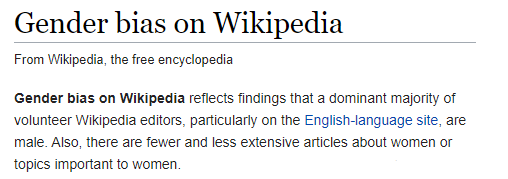 Gender bias on Wikipedia
From Wikipedia, the free encyclopedia
Gender bias on Wikipedia reflects findings that a dominant majority of
volunteer Wikipedia editors, particularly on the English-language site, are
male. Also, there are fewer and less extensive articles about women or
topics important to women.